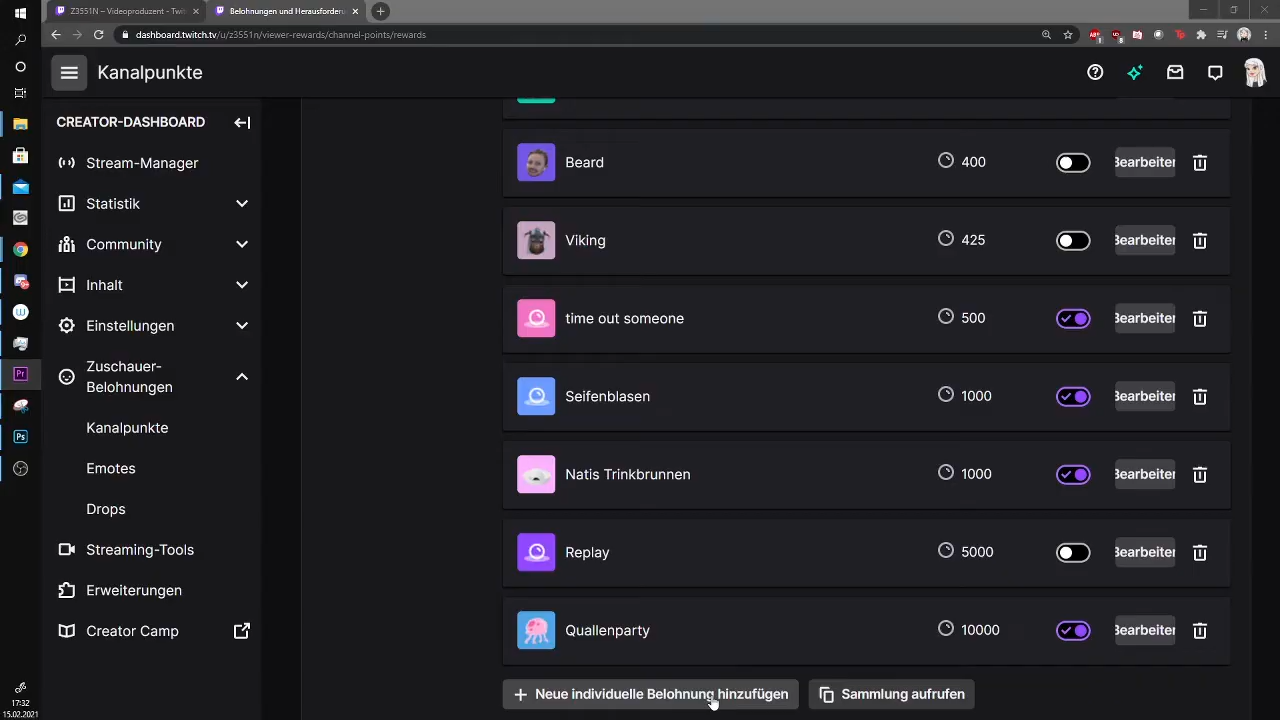 Z3551N – Videoproduzent - Twit
Belohnungen und Herausforderu
dashboard.twitch.tv/u/z3551n/viewer-rewards/channel-points/rewards
Kanalpunkte
CREATOR-DASHBOARD
Stream-Manager
Statistik
Community
Inhalt
Einstellungen
Zuschauer-
Belohnungen
Kanalpunkte
Emotes
Drops
Streaming-Tools
Erweiterungen
Creator Camp
Beard 400 Bearbeiten
Viking 425 Bearbeiten
time out someone 500 Bearbeiten
Seifenblasen 1000 Bearbeiten
Natis Trinkbrunnen 1000 Bearbeiten
Replay 5000 Bearbeiten
Quallenparty 10000 Bearbeiten
Neue individuelle Belohnung hinzufügen
Sammlung aufrufen
Pr
Ps
17:32
15.02.2021